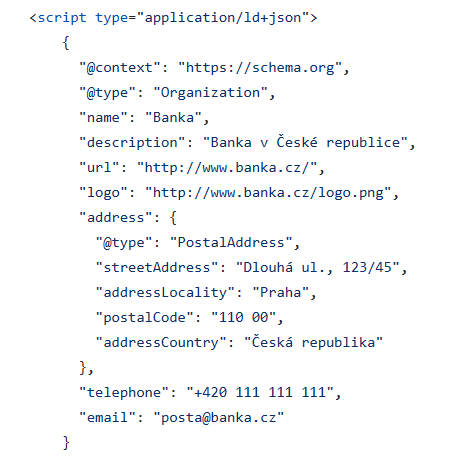 <script type="application/ld+json">
{
"@context": "https://schema.org",
"@type": "Organization",
"name": "Banka",
"description": "Banka v České republice",
"url": "http://www.banka.cz/",
"logo": "http://www.banka.cz/logo.png",
"address": {
"@type": "PostalAddress",
"streetAddress": "Dlouhá ul., 123/45",
"addressLocality": "Praha",
"postalCode": "110 00",
"addressCountry": "Česká republika"
},
"telephone": "+420 111 111 111",
"email": "posta@banka.cz"
}